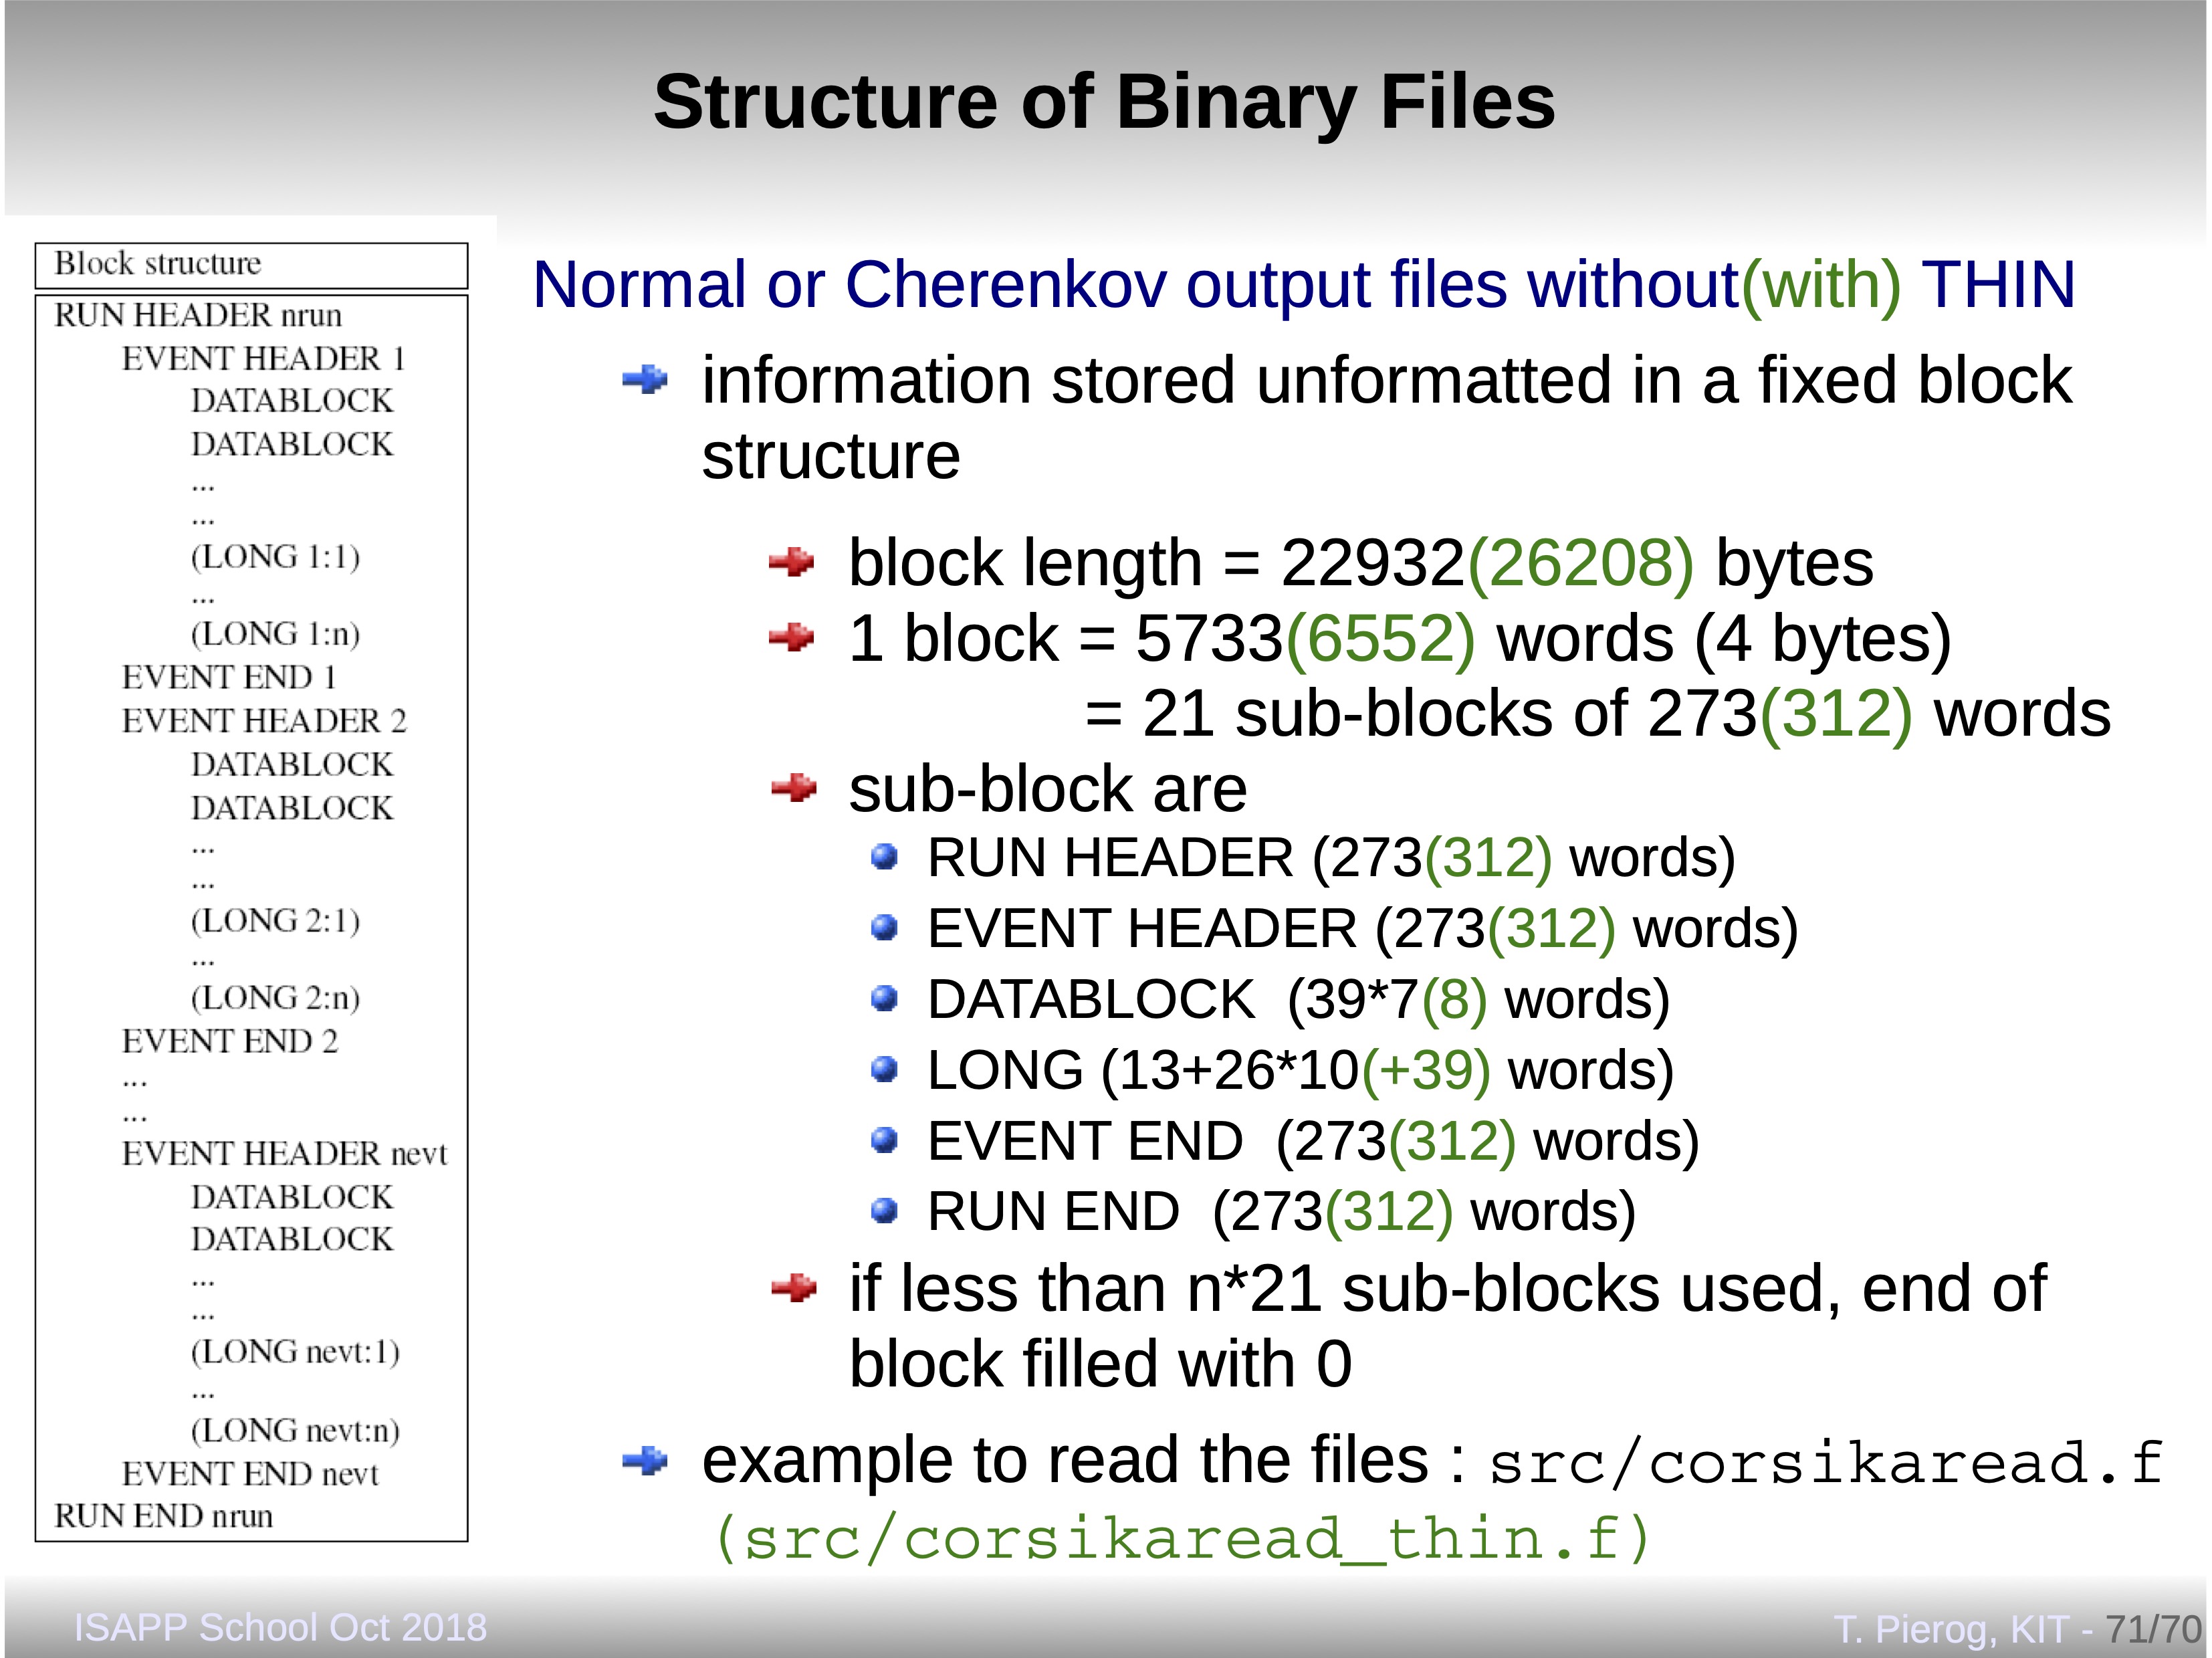 Structure of Binary Files
Block structure
RUN HEADER nrun
EVENT HEADER 1
DATABLOCK
DATABLOCK
...
...
(LONG 1:1)
...
(LONG 1:n)
EVENT END 1
EVENT HEADER 2
DATABLOCK
DATABLOCK
...
...
(LONG 2:1)
...
(LONG 2:n)
EVENT END 2
...
...
EVENT HEADER nevt
DATABLOCK
DATABLOCK
...
...
(LONG nevt:1)
...
(LONG nevt:n)
EVENT END nevt
RUN END nrun
Normal or Cherenkov output files without(with) THIN
information stored unformatted in a fixed block
structure
block length = 22932(26208) bytes
1 block = 5733(6552) words (4 bytes)
= 21 sub-blocks of 273(312) words
sub-block are
RUN HEADER (273(312) words)
EVENT HEADER (273(312) words)
DATABLOCK (39*7(8) words)
LONG (13+26*10(+39) words)
EVENT END (273(312) words)
RUN END (273(312) words)
if less than n*21 sub-blocks used, end of
block filled with 0
example to read the files : src/corsikaread.f
(src/corsikaread_thin.f)
ISAPP School Oct 2018
T. Pierog, KIT - 71/70